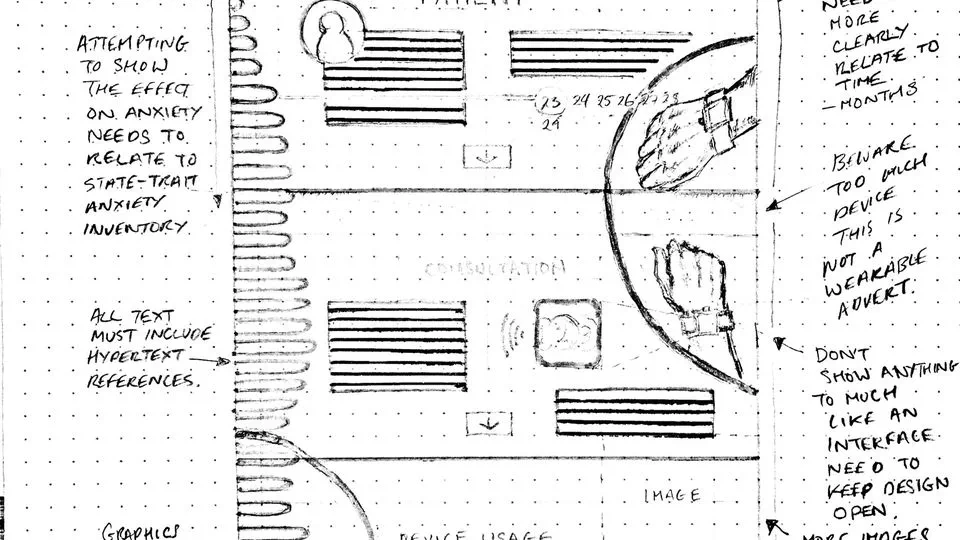 PATIENT
ATTEMPTING
TO SHOW
THE EFFECT
ON ANXIETY
NEEDS TO
RELATE TO
STATE-TRAIT
ANXIETY
INVENTORY.
ALL TEXT
MUST INCLUDE
HYPERTEXT
REFERENCES.
GRAPHICS
23 24 25 26 27 28
29
CONSULTATION
IMAGE
DEVICE USAGE
NEED
MORE
CLEARLY
RELATE TO
TIME
- MONTHS
BEWARE
TOO MUCH
DEVICE
THIS IS
NOT A
WEARABLE
ADVERT.
DON'T
SHOW ANYTHING
TO MUCH
LIKE AN
INTERFACE.
NEED TO
KEEP DESIGN
OPEN.
MORE IMAGES